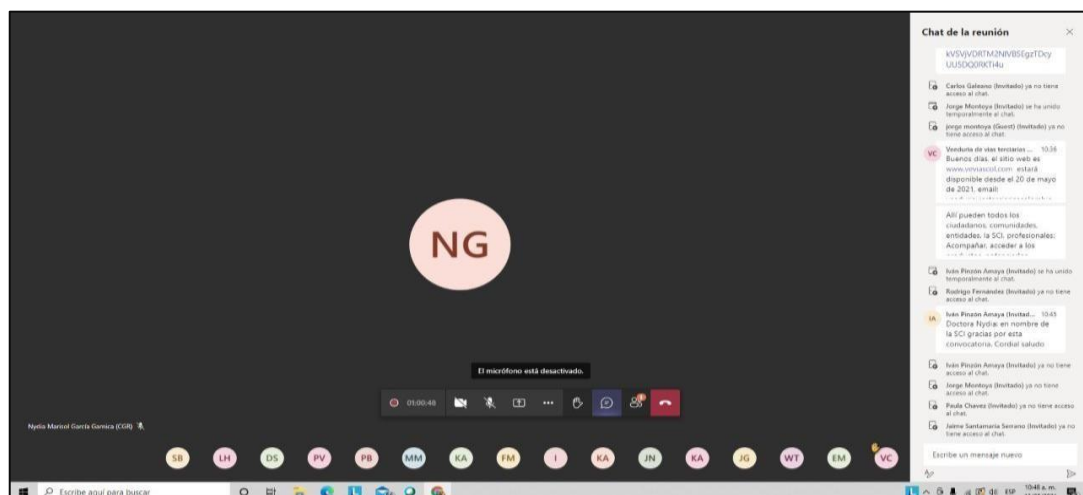 Chat de la reunión
Carlos Galeano (Invitado) ya no tiene
acceso al chat.
Jorge Montoya (Invitado) se ha unido
temporalmente al chat.
jorge montoya (Guest) (Invitado) ya no
tiene acceso al chat.
VC
Veeduría de vías terciarias ... 10:36
Buenos días, el sitio web es
www.veviascol.com estará
disponible desde el 20 de mayo
de 2021, email:
Allí pueden todos los
ciudadanos, comunidades,
entidades, la SCI, profesionales:
Acompañar, acceder a los
Iván Pinzón Amaya (Invitado) se ha unido
temporalmente al chat.
Rodrigo Fernández (Invitado) ya no tiene
acceso al chat.
IA
Iván Pinzón Amaya (Invitad... 10:45
Doctora Nydia: en nombre de
la SCI gracias por esta
convocatoria. Cordial saludo
Iván Pinzón Amaya (Invitado) ya no tiene
acceso al chat.
Jorge Montoya (Invitado) ya no tiene
acceso al chat.
Paula Chavez (Invitado) ya no tiene acceso
al chat.
Jaime Santamaría Serrano (Invitado) ya no
tiene acceso al chat.
Escribe un mensaje nuevo
NG
El micrófono está desactivado.
01:00:48
Nydia Marisol García Garnica (CGR)
SB LH DS PV PB MM KA FM I KA JN KA JG WT EM VC
Escribe aquí para buscar
ESP
10:48 a. m.